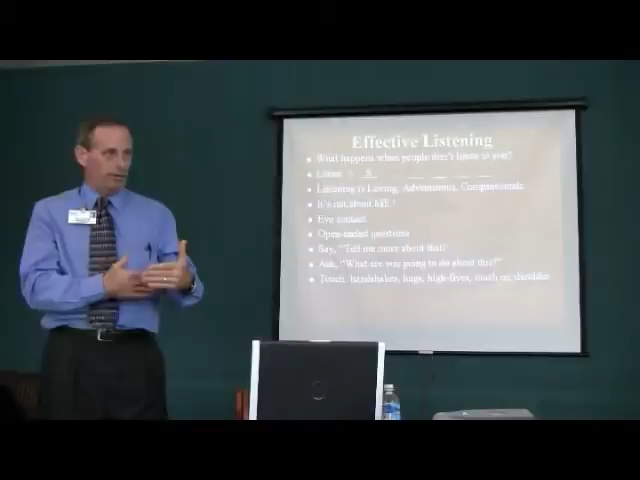 Effective Listening
• What happens when people don't listen to you?
• Listen = S
• Listening is Loving, Adventurous, Compassionate
• It's not about ME!
• Eye contact
• Open-ended questions
• Say, "Tell me more about that!
• Ask, "What are you going to do about this?"
• Touch: handshakes, hugs, high-fives, touch on shoulder